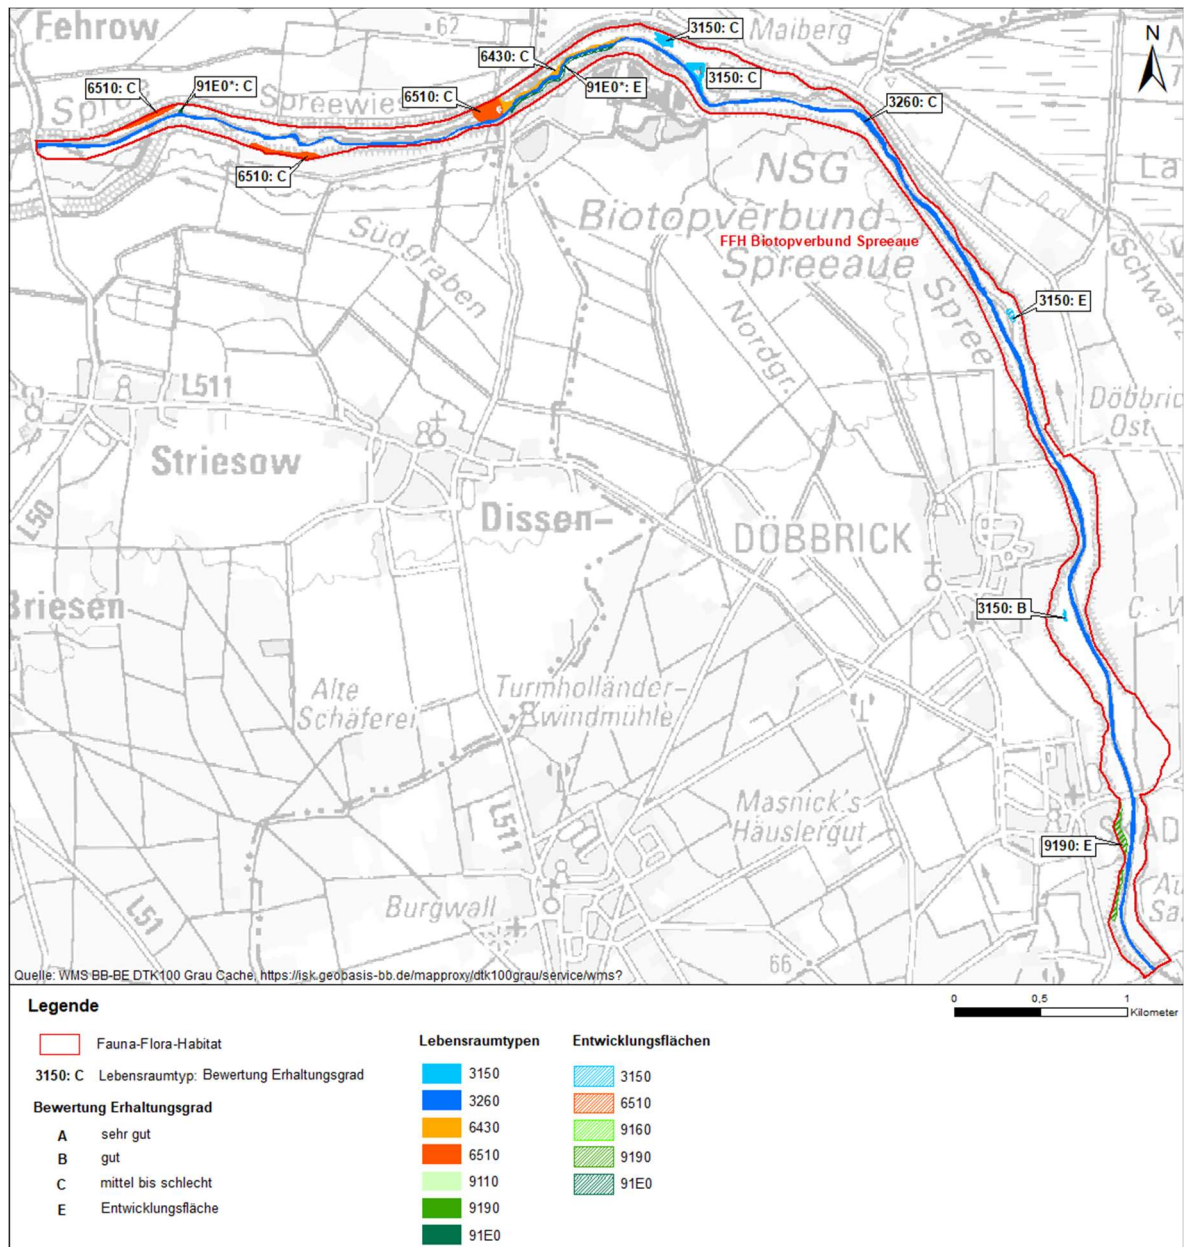 Fehrow
62
3150: C
Maiberg
N
6430: C
6510: C
91E0*: C
Spreewie
6510: C
91E0*: E
3150: C
3260: C
6510: C
NSG
Biotopverbund-
FFH Biotopverbund Spreeaue
Spreeaue
La
Südgraben
Schwarz
Spree
3150: E
Nordgr.
L511
Döbbric
Ost
Striesow
L50
Dissen-
DÖBBRICK
Briesen
3150: B
Alte
Schäferei
Turmholländer-
windmühle
Masnick's
Häuslergut
L511
9190: E
Burgwall
L51
66
Quelle: WMS BB-BE DTK100 Grau Cache, https://isk.geobasis-bb.de/mapproxy/dtk100grau/service/wms?
Legende
0 0,5 1
Kilometer
Fauna-Flora-Habitat
3150: C Lebensraumtyp: Bewertung Erhaltungsgrad
Bewertung Erhaltungsgrad
A sehr gut
B gut
C mittel bis schlecht
E Entwicklungsfläche
Lebensraumtypen
3150
3260
6430
6510
9110
9190
91E0
Entwicklungsflächen
3150
6510
9160
9190
91E0